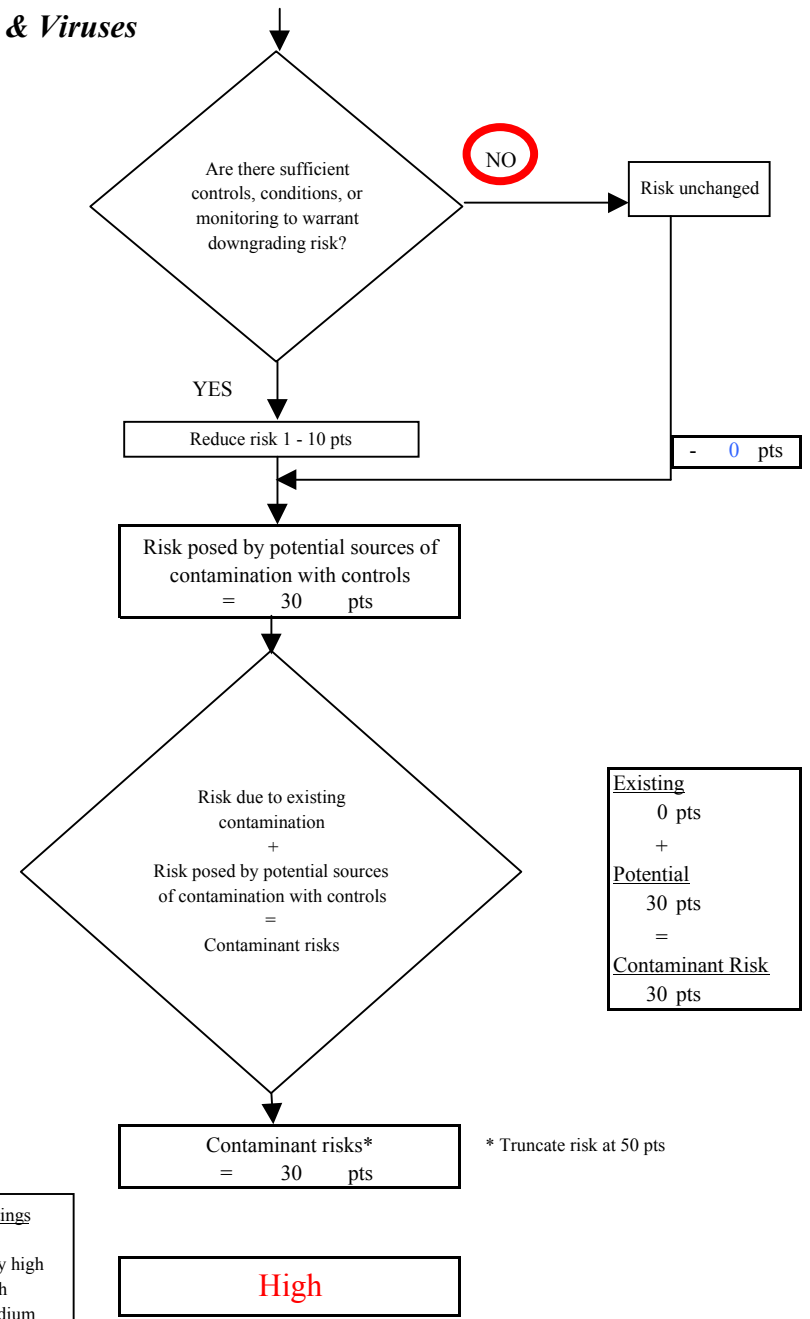 & Viruses
Are there sufficient
controls, conditions, or
monitoring to warrant
downgrading risk?
NO
Risk unchanged
YES
Reduce risk 1 - 10 pts
- 0 pts
Risk posed by potential sources of
contamination with controls
= 30 pts
Risk due to existing
contamination
+
Risk posed by potential sources
of contamination with controls
=
Contaminant risks
Existing
0 pts
+
Potential
30 pts
=
Contaminant Risk
30 pts
Contaminant risks*
= 30 pts
* Truncate risk at 50 pts
high
High